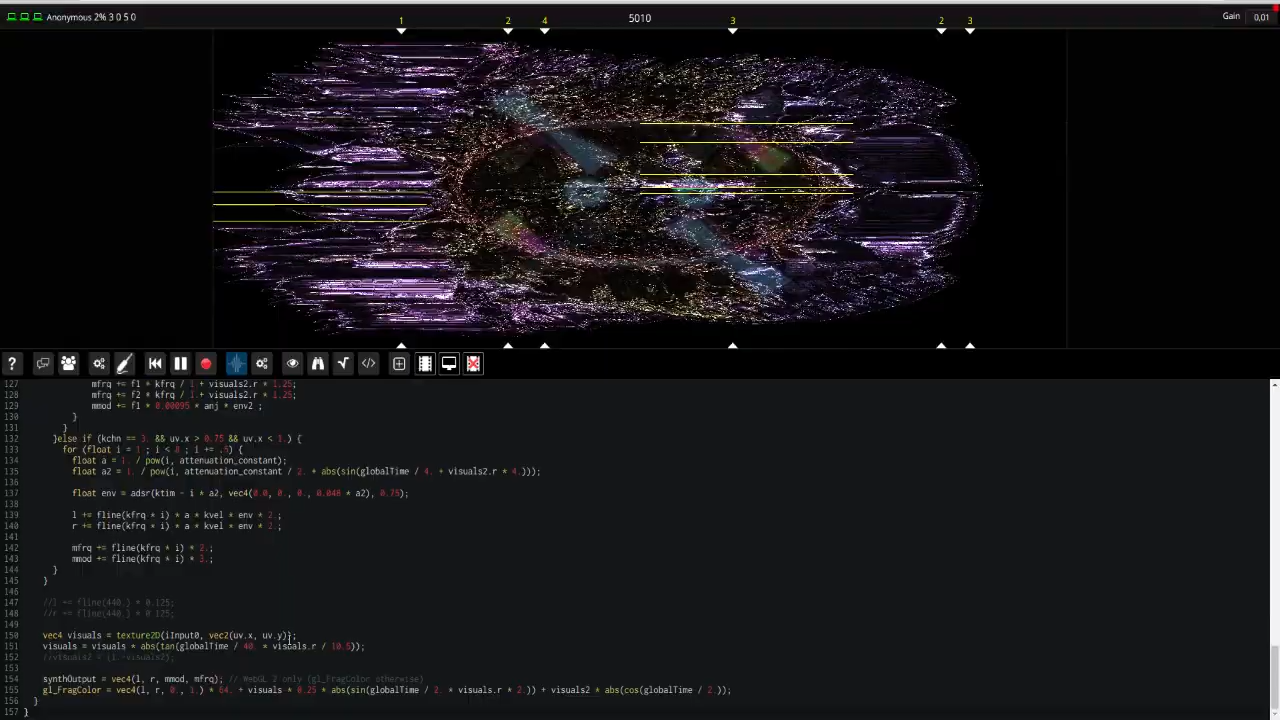 Anonymous 2% 3 0 5 0
1 2 4 5010 3 2 3
Gain 0,01
127 mfrq += f1 * kfrq / 1.+ visuals2.r * 1.25;
128 mfrq += f2 * kfrq / 1.+ visuals2.r * 1.25;
129 mmod += f1 * 0.00095 * anj * env2 ;
130 }
131 }
132 }else if (kchn == 3. && uv.x > 0.75 && uv.x < 1.) {
133 for (float i = 1.; i < 8.; i += .5) {
134 float a = 1. / pow(i, attenuation_constant);
135 float a2 = 1. / pow(i, attenuation_constant / 2. + abs(sin(globalTime / 4. + visuals2.r * 4.)));
136
137 float env = adsr(ktim - i * a2, vec4(0.0, 0., 0., 0.048 * a2), 0.75);
138
139 l += fline(kfrq * i) * a * kvel * env * 2.;
140 r += fline(kfrq * i) * a * kvel * env * 2.;
141
142 mfrq += fline(kfrq * i) * 2.;
143 mmod += fline(kfrq * i) * 3.;
144 }
145 }
146
147 //l += fline(440.) * 0.125;
148 //r += fline(440.) * 0.125;
149
150 vec4 visuals = texture2D(iInput0, vec2(uv.x, uv.y));
151 visuals = visuals * abs(tan(globalTime / 40. * visuals.r / 10.5));
152 //visuals2 = (1.-visuals2);
153
154 synthOutput = vec4(l, r, mmod, mfrq); // WebGL 2 only (gl_FragColor otherwise)
155 gl_FragColor = vec4(l, r, 0., 1.) * 64. + visuals * 0.25 * abs(sin(globalTime / 2. * visuals.r * 2.)) + visuals2 * abs(cos(globalTime / 2.));
156 }
157 }